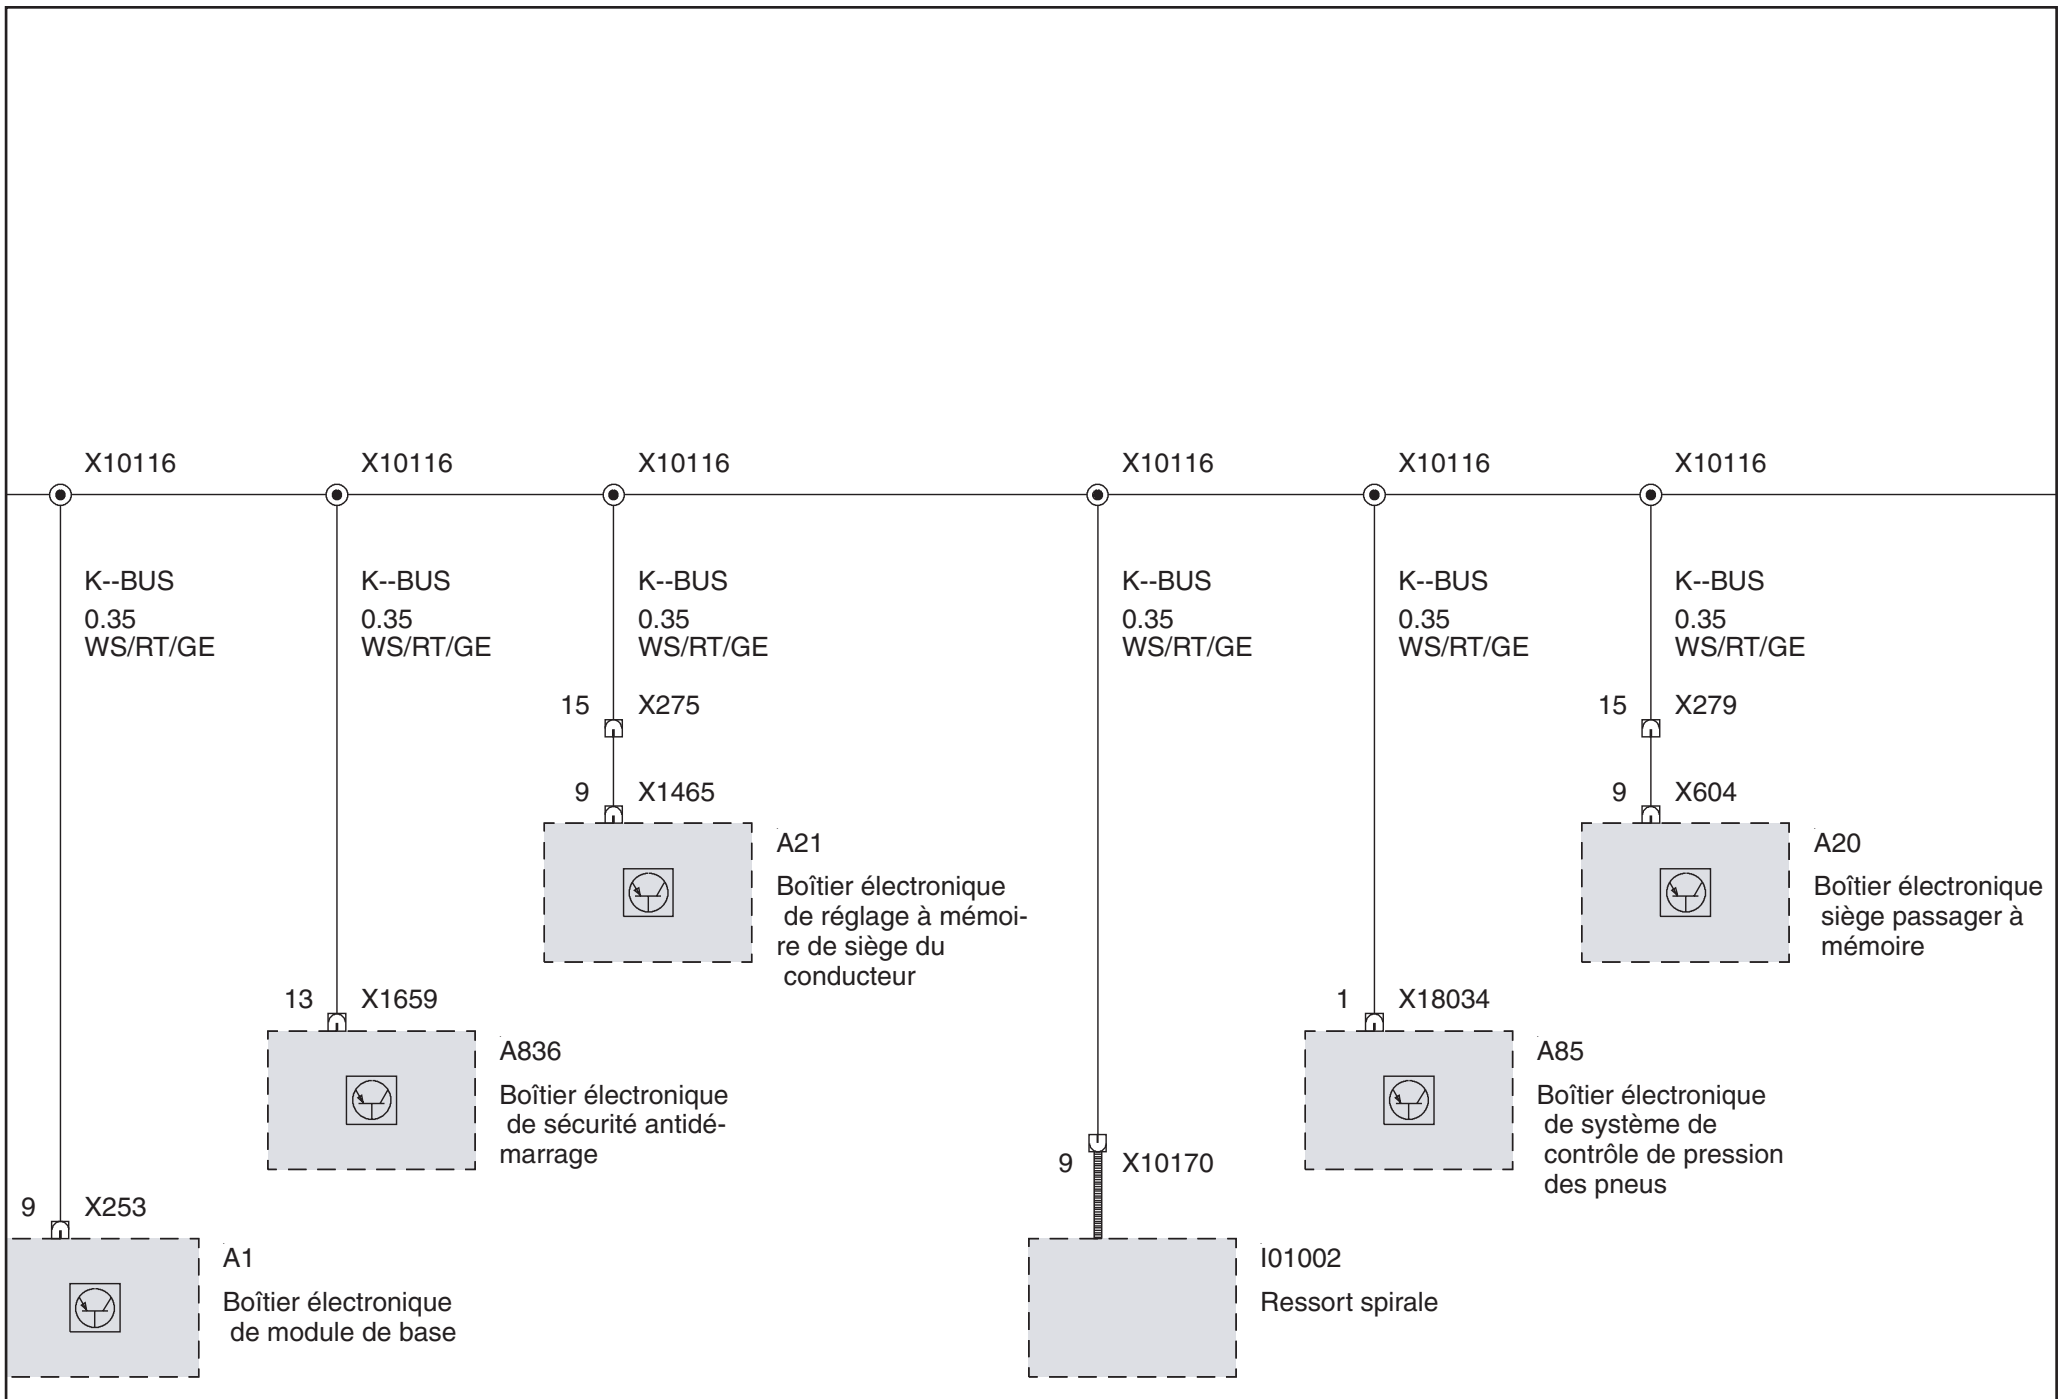 X10116
X10116
X10116
X10116
X10116
X10116
K--BUS
0.35
WS/RT/GE
K--BUS
0.35
WS/RT/GE
K--BUS
0.35
WS/RT/GE
K--BUS
0.35
WS/RT/GE
K--BUS
0.35
WS/RT/GE
K--BUS
0.35
WS/RT/GE
15 X275
15 X279
9 X1465
9 X604
A21
Boîtier électronique
de réglage à mémoi-
re de siège du
conducteur
A20
Boîtier électronique
siège passager à
mémoire
13 X1659
1 X18034
A836
Boîtier électronique
de sécurité antidé-
marrage
A85
Boîtier électronique
de système de
contrôle de pression
des pneus
9 X10170
9 X253
A1
Boîtier électronique
de module de base
I01002
Ressort spirale